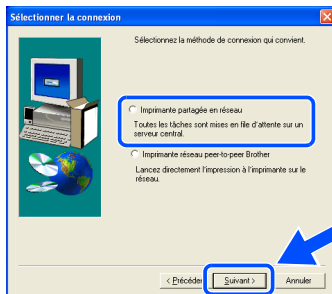 Sélectionner la connexion
Sélectionnez la méthode de connexion qui convient.
Imprimante partagée en réseau
Toutes les tâches sont mises en file d'attente sur un
serveur central.
Imprimante réseau peer-to-peer Brother
Lancez directement l'impression à l'imprimante sur le
réseau.
< Précéden
Suivant >
Annuler